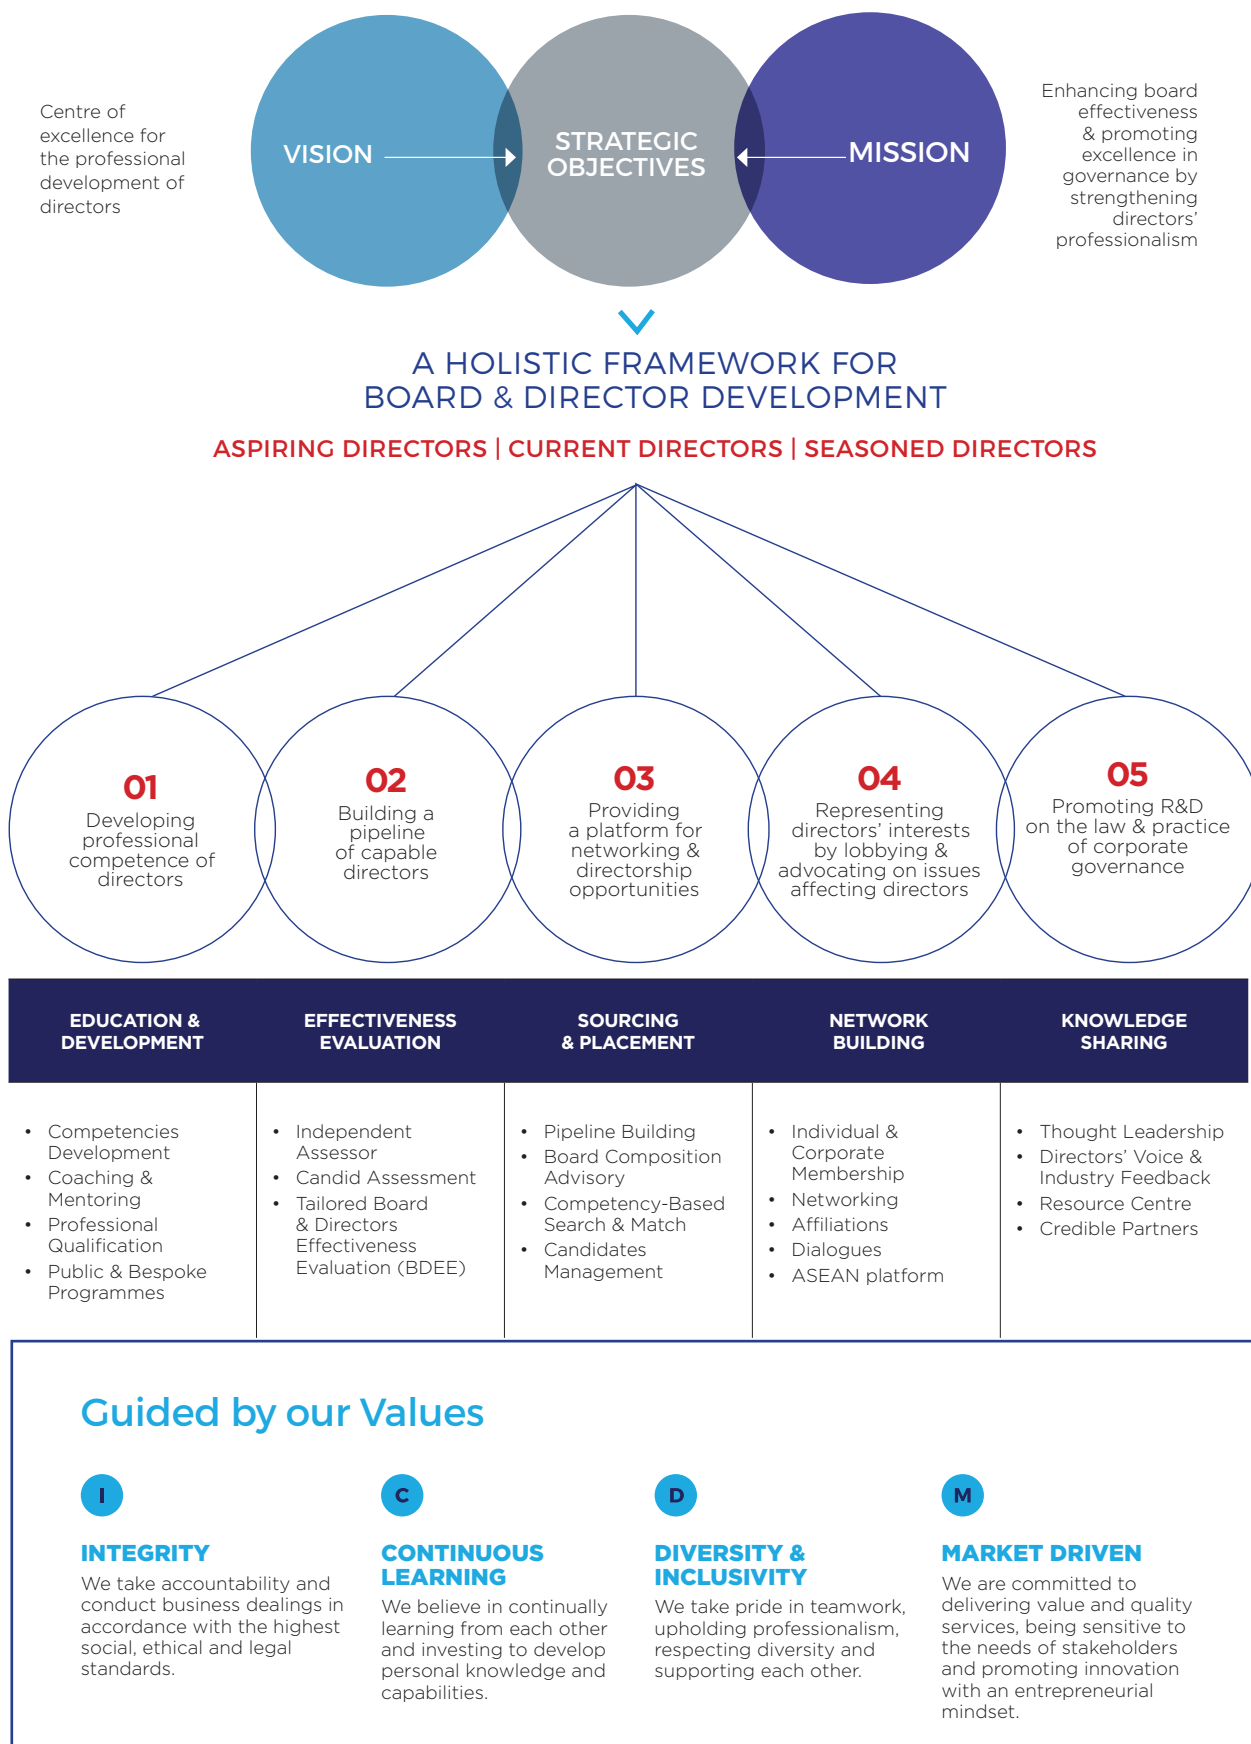 Centre of
excellence for
the professional
development of
directors
VISION
STRATEGIC
OBJECTIVES
MISSION
Enhancing board
effectiveness
& promoting
excellence in
governance by
strengthening
directors’
professionalism
A HOLISTIC FRAMEWORK FOR
BOARD & DIRECTOR DEVELOPMENT
ASPIRING DIRECTORS | CURRENT DIRECTORS | SEASONED DIRECTORS
01
Developing
professional
competence of
directors
02
Building a
pipeline
of capable
directors
03
Providing
a platform for
networking &
directorship
opportunities
04
Representing
directors’ interests
by lobbying &
advocating on issues
affecting directors
05
Promoting R&D
on the law & practice
of corporate
governance
EDUCATION &
DEVELOPMENT
• Competencies
Development
• Coaching &
Mentoring
• Professional
Qualification
• Public & Bespoke
Programmes
EFFECTIVENESS
EVALUATION
• Independent
Assessor
• Candid Assessment
• Tailored Board
& Directors
Effectiveness
Evaluation (BDEE)
SOURCING
& PLACEMENT
• Pipeline Building
• Board Composition
Advisory
• Competency-Based
Search & Match
• Candidates
Management
NETWORK
BUILDING
• Individual &
Corporate
Membership
• Networking
• Affiliations
• Dialogues
• ASEAN platform
KNOWLEDGE
SHARING
• Thought Leadership
• Directors’ Voice &
Industry Feedback
• Resource Centre
• Credible Partners
Guided by our Values
I
INTEGRITY
We take accountability and
conduct business dealings in
accordance with the highest
social, ethical and legal
standards.
C
CONTINUOUS
LEARNING
We believe in continually
learning from each other
and investing to develop
personal knowledge and
capabilities.
D
DIVERSITY &
INCLUSIVITY
We take pride in teamwork,
upholding professionalism,
respecting diversity and
supporting each other.
M
MARKET DRIVEN
We are committed to
delivering value and quality
services, being sensitive to
the needs of stakeholders
and promoting innovation
with an entrepreneurial
mindset.